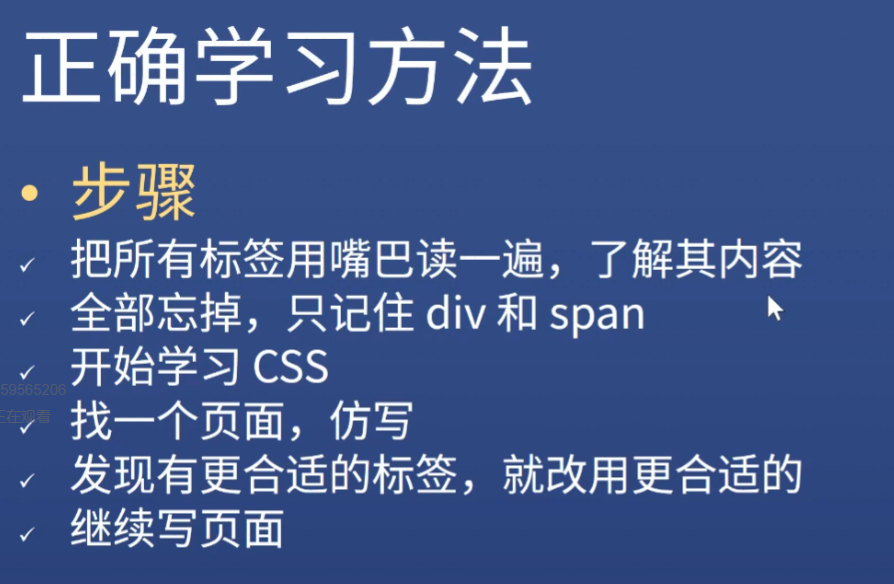 正确学习方法
• 步骤
✓ 把所有标签用嘴巴读一遍，了解其内容
✓ 全部忘掉，只记住 div 和 span
✓ 开始学习 CSS
59565206
✓ 找一个页面，仿写
正在观看
✓ 发现有更合适的标签，就改用更合适的
✓ 继续写页面